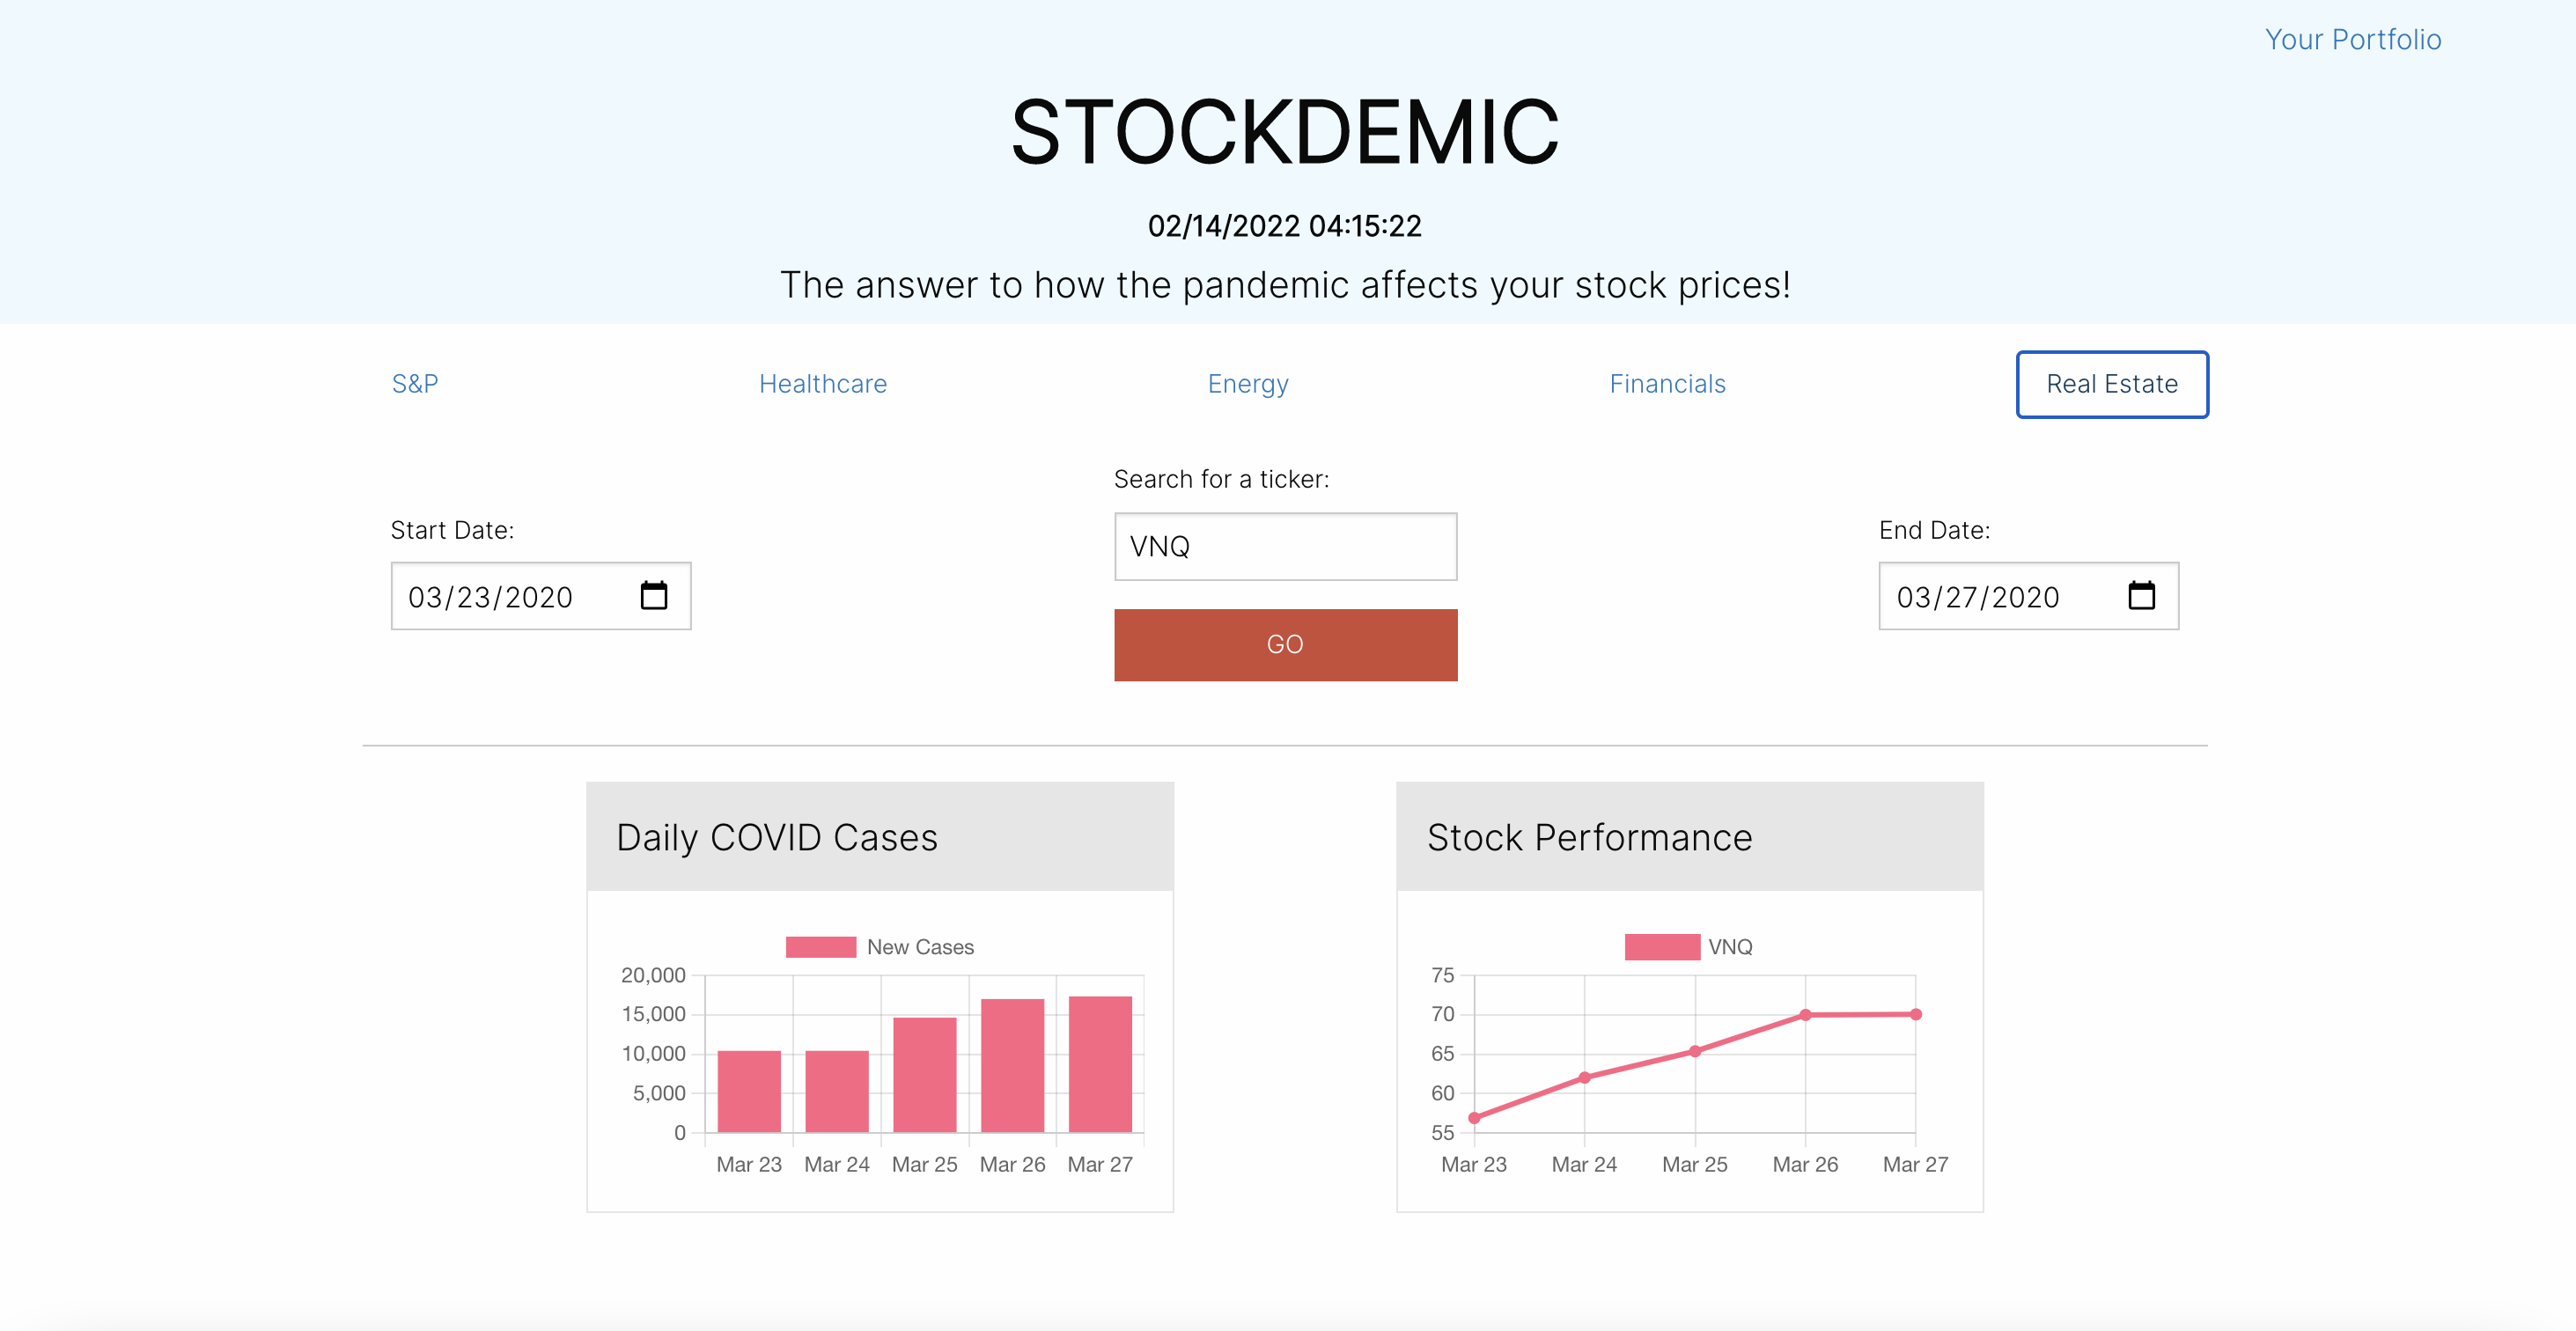 Your Portfolio
STOCKDEMIC
02/14/2022 04:15:22
The answer to how the pandemic affects your stock prices!
S&P Healthcare Energy Financials Real Estate
Search for a ticker:
Start Date: End Date:
VNQ
03/23/2020 03/27/2020
GO
Daily COVID Cases
New Cases
20,000
15,000
10,000
5,000
0
Mar 23 Mar 24 Mar 25 Mar 26 Mar 27
Stock Performance
VNQ
75
70
65
60
55
Mar 23 Mar 24 Mar 25 Mar 26 Mar 27